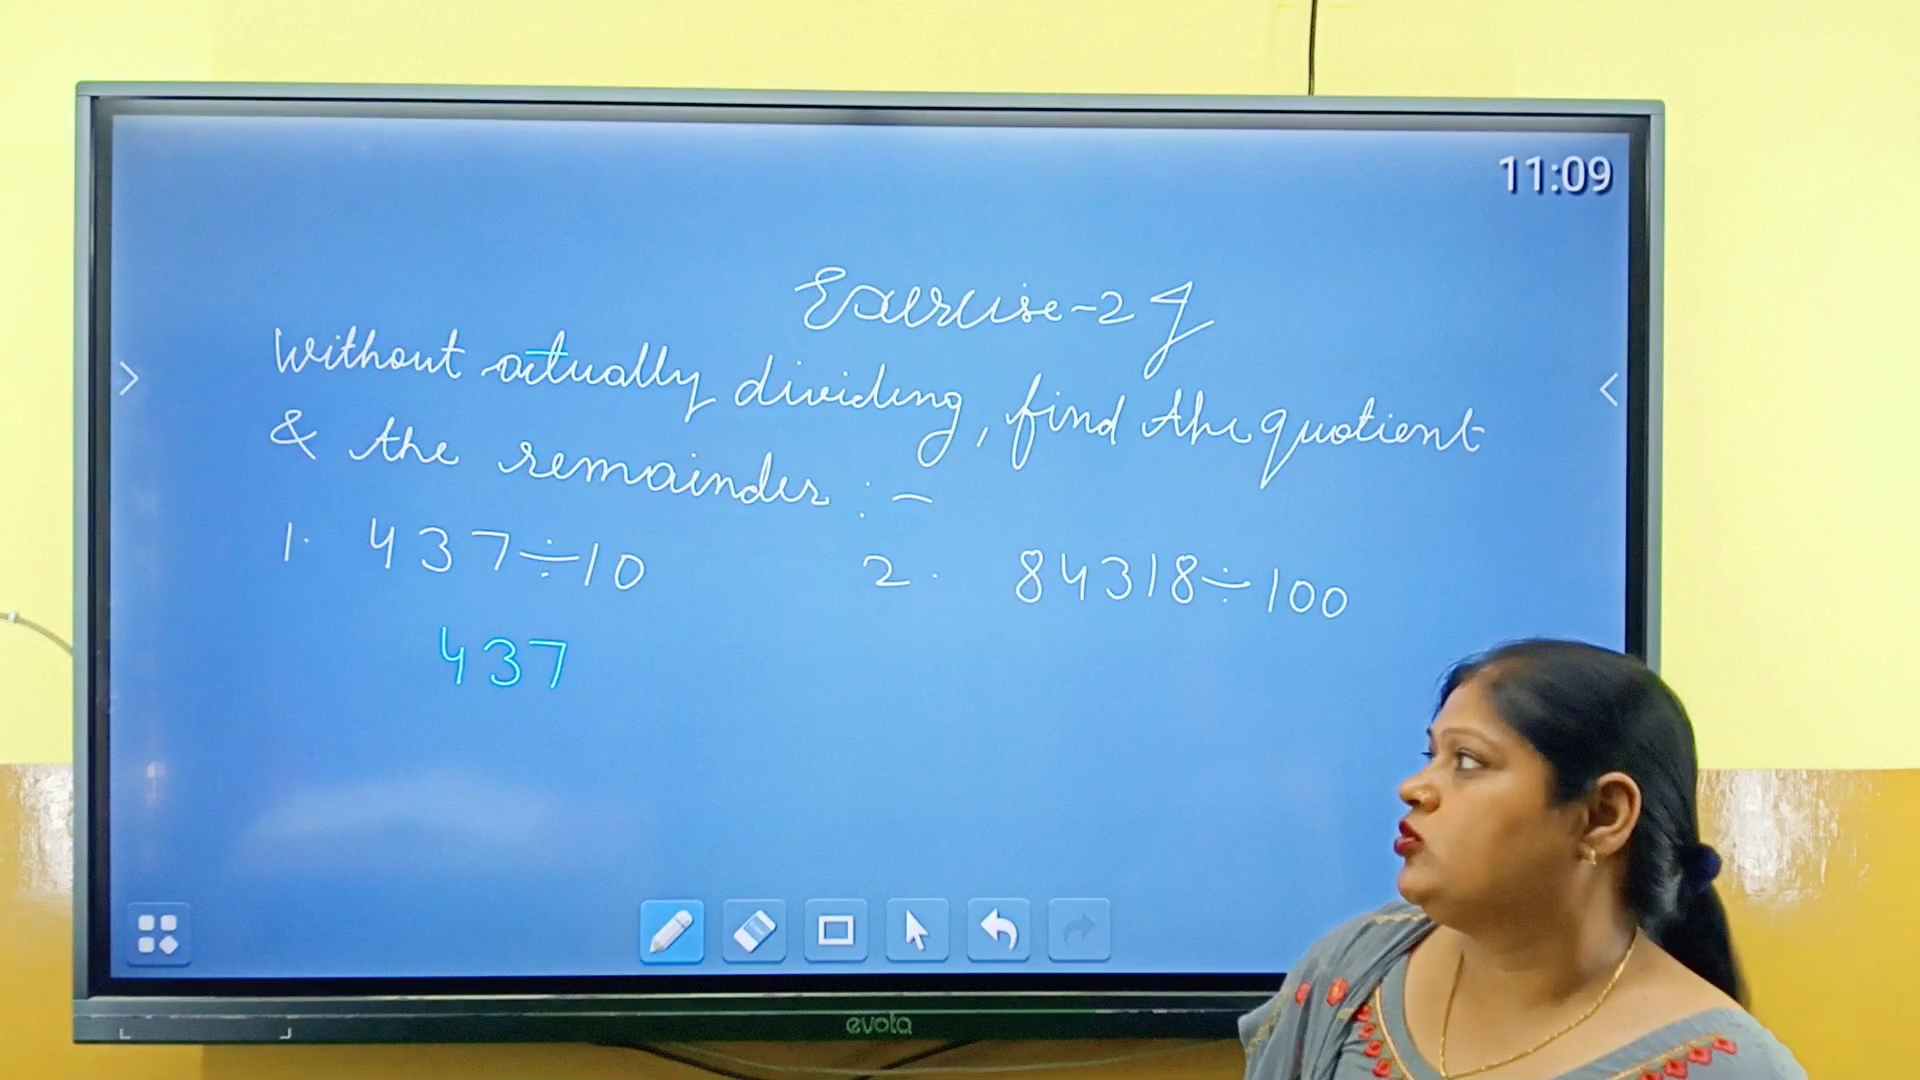 11:09
Exercise-2J
Without actually dividing, find the quotient
& the remainder :-
1. 437÷10 2. 84318÷100
437
evota